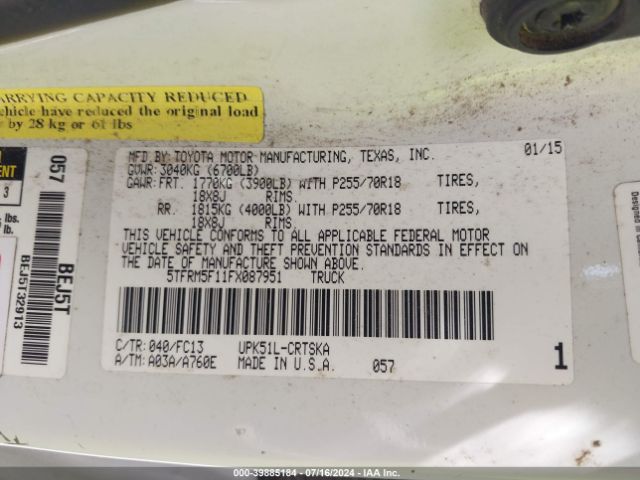 ARRYING CAPACITY REDUCED
ehicle have reduced the original load
by 28 kg or 61 lbs
MFD BY: TOYOTA MOTOR MANUFACTURING, TEXAS, INC. 01/15
GVWR: 3040KG (6700LB)
GAWR: FRT. 1770KG (3900LB) WITH P255/70R18 TIRES,
18X8J RIMS.
RR. 1815KG (4000LB) WITH P255/70R18 TIRES,
18X8J RIMS.
THIS VEHICLE CONFORMS TO ALL APPLICABLE FEDERAL MOTOR
VEHICLE SAFETY AND THEFT PREVENTION STANDARDS IN EFFECT ON
THE DATE OF MANUFACTURE SHOWN ABOVE.
5TFRM5F11FX087951 TRUCK
C/TR: 040/FC13 UPK51L-CRTSKA
A/TM: A03A/A760E MADE IN U.S.A. 057 1
ENT
3
lbs.
057
BEJ5T
BEJ5T32913
000-39885184 / 07/16/2024 - IAA Inc.